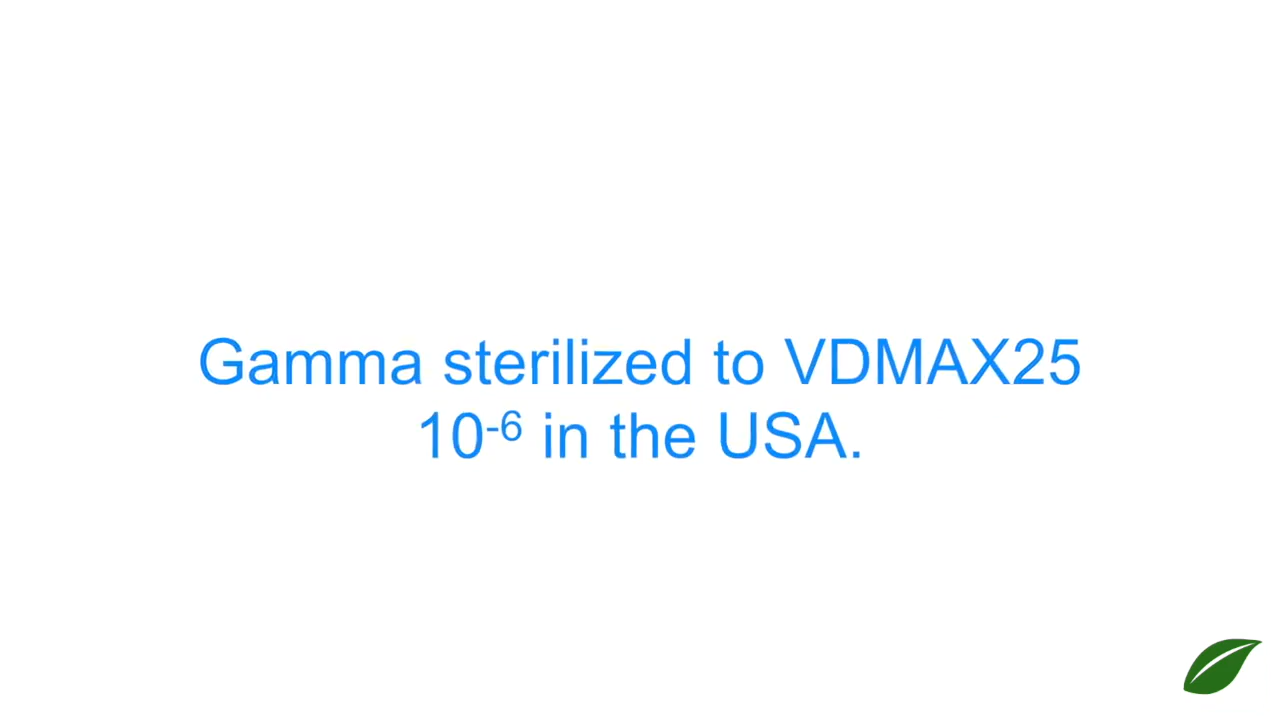 Gamma sterilized to VDMAX25
10⁻⁶ in the USA.